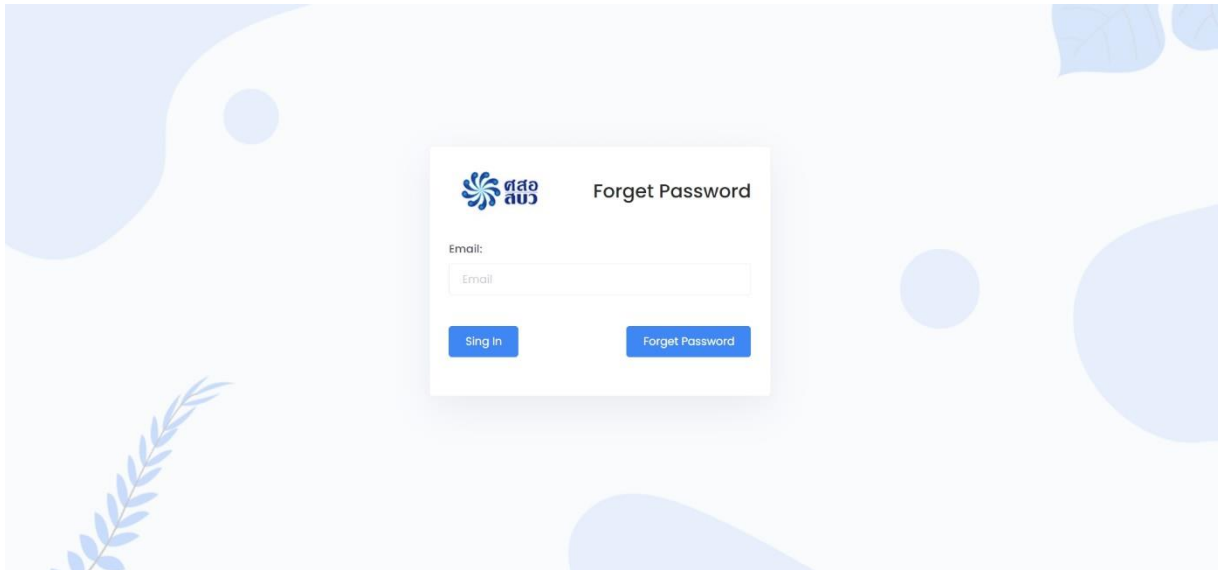 ศสอ
สบว
Forget Password
Email:
Email
Sing In
Forget Password